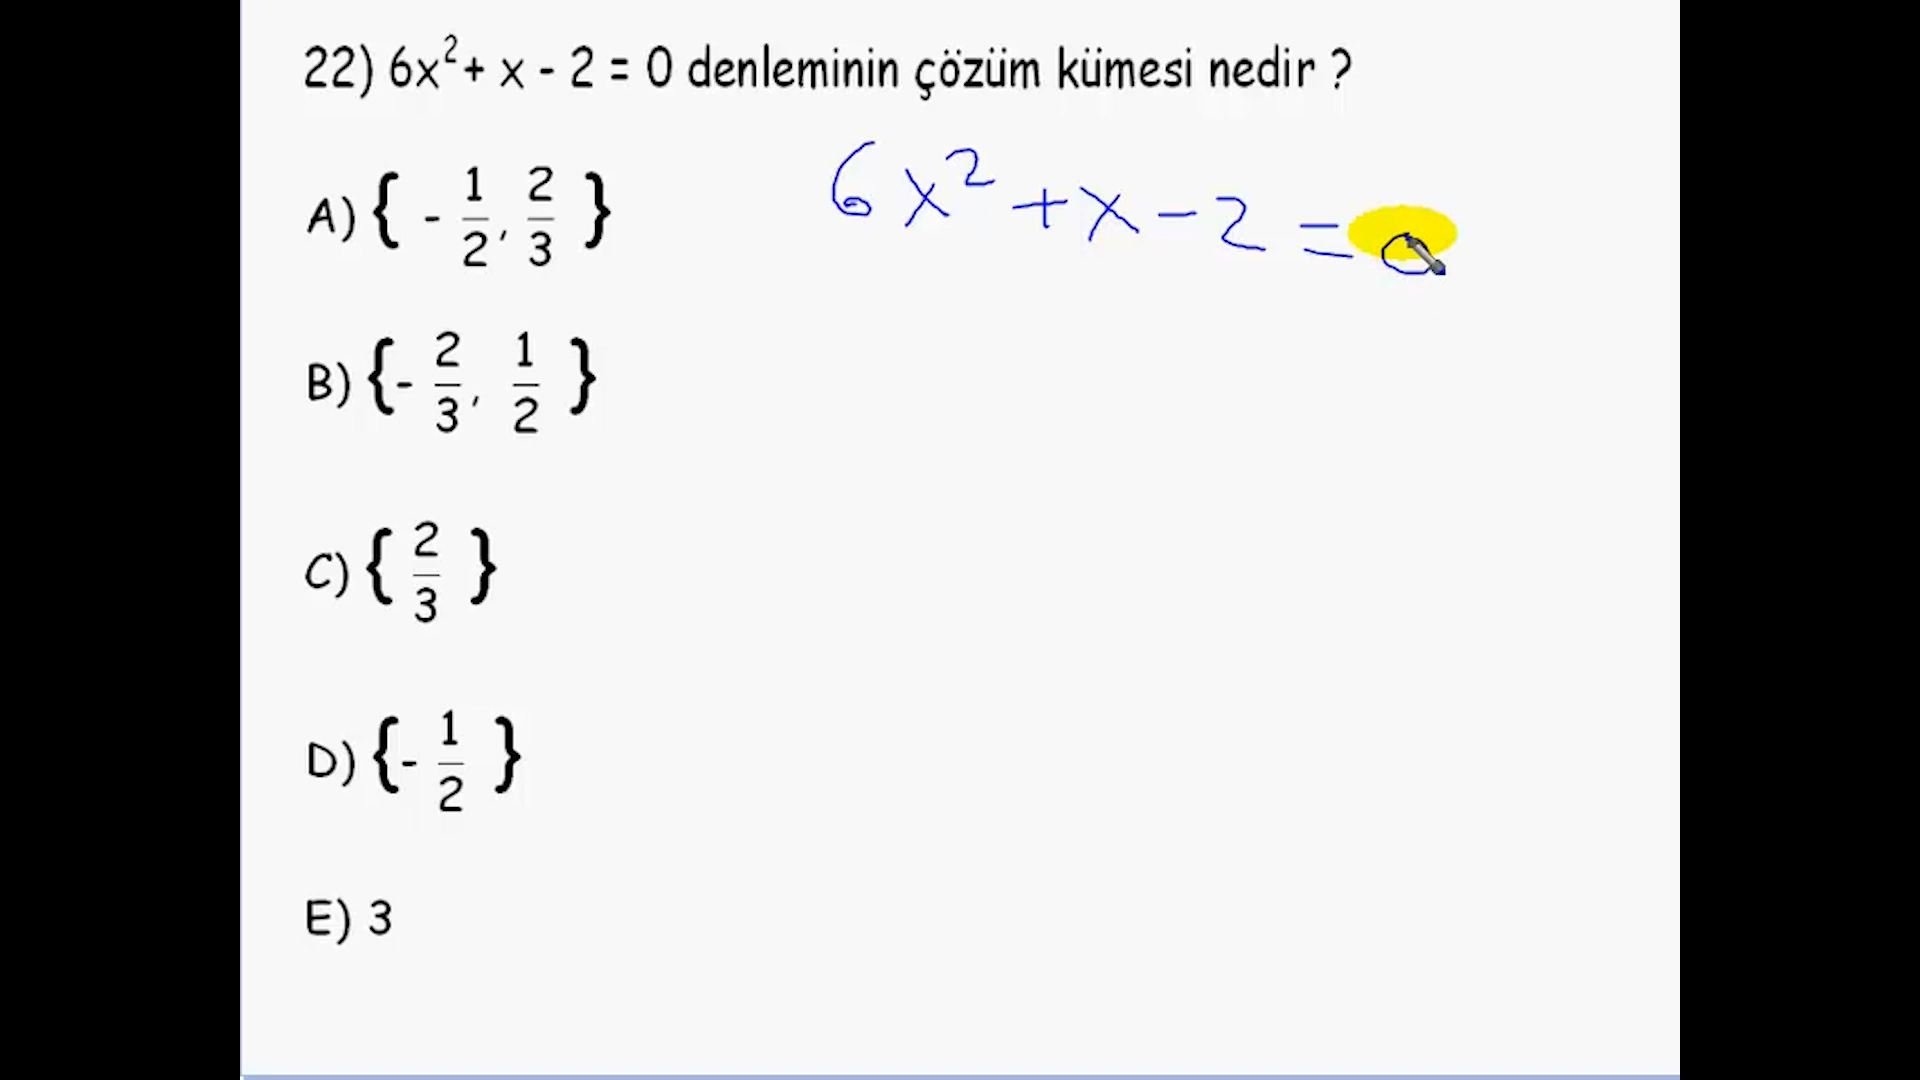 22) 6x²+ x - 2 = 0 denleminin çözüm kümesi nedir ?
6x² + x - 2 = 0
A) { - 1/2, 2/3 }
B) {- 2/3, 1/2 }
C) { 2/3 }
D) {- 1/2 }
E) 3